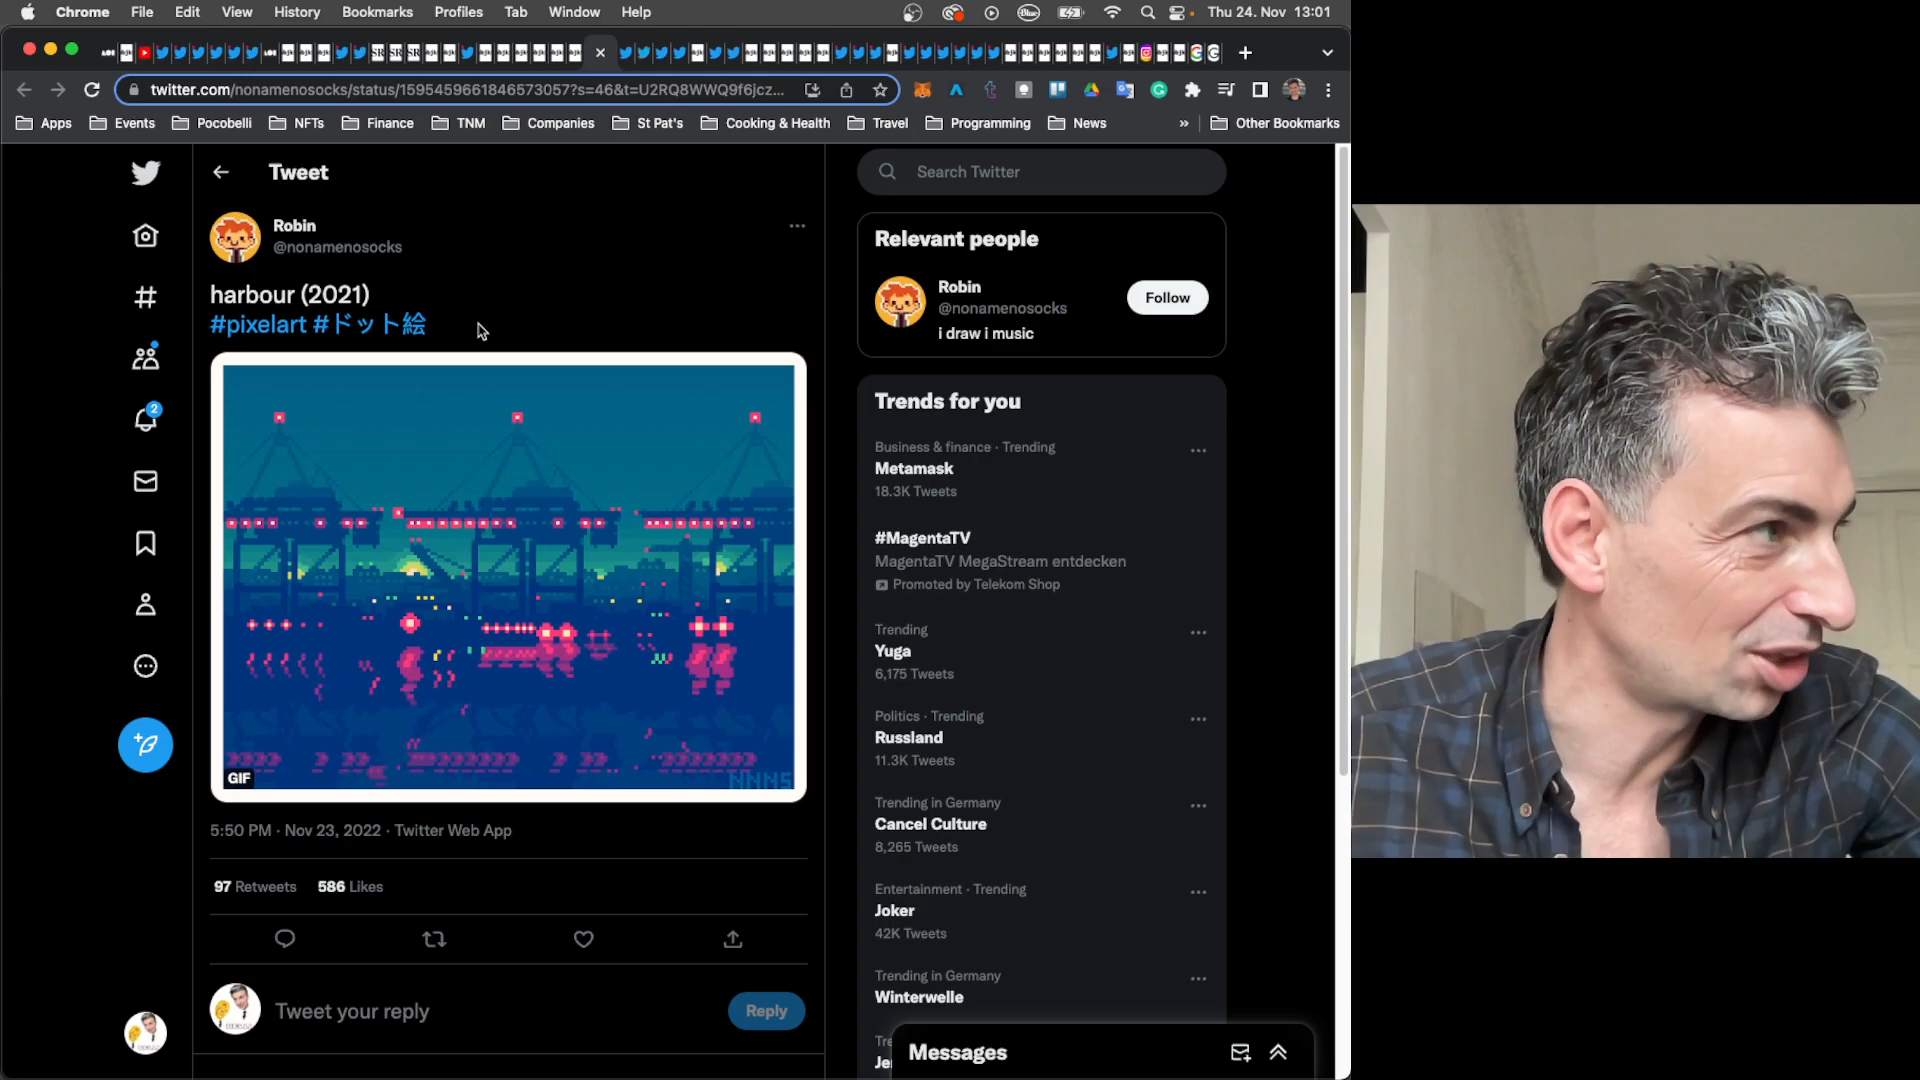 Chrome File Edit View History Bookmarks Profiles Tab Window Help
Thu 24. Nov 13:01
twitter.com/nonamenosocks/status/1595459661846573057?s=46&t=U2RQ8WWQ9f6jcz...
Apps Events Pocobelli NFTs Finance TNM Companies St Pat's Cooking & Health Travel Programming News » Other Bookmarks
Tweet
Robin
@nonamenosocks
harbour (2021)
#pixelart #ドット絵
GIF
NNNS
5:50 PM · Nov 23, 2022 · Twitter Web App
97 Retweets 586 Likes
Tweet your reply
Reply
2
Search Twitter
Relevant people
Robin
@nonamenosocks
Follow
i draw i music
Trends for you
Business & finance · Trending
Metamask
18.3K Tweets
#MagentaTV
MagentaTV MegaStream entdecken
Promoted by Telekom Shop
Trending
Yuga
6,175 Tweets
Politics · Trending
Russland
11.3K Tweets
Trending in Germany
Cancel Culture
8,265 Tweets
Entertainment · Trending
Joker
42K Tweets
Trending in Germany
Winterwelle
Messages